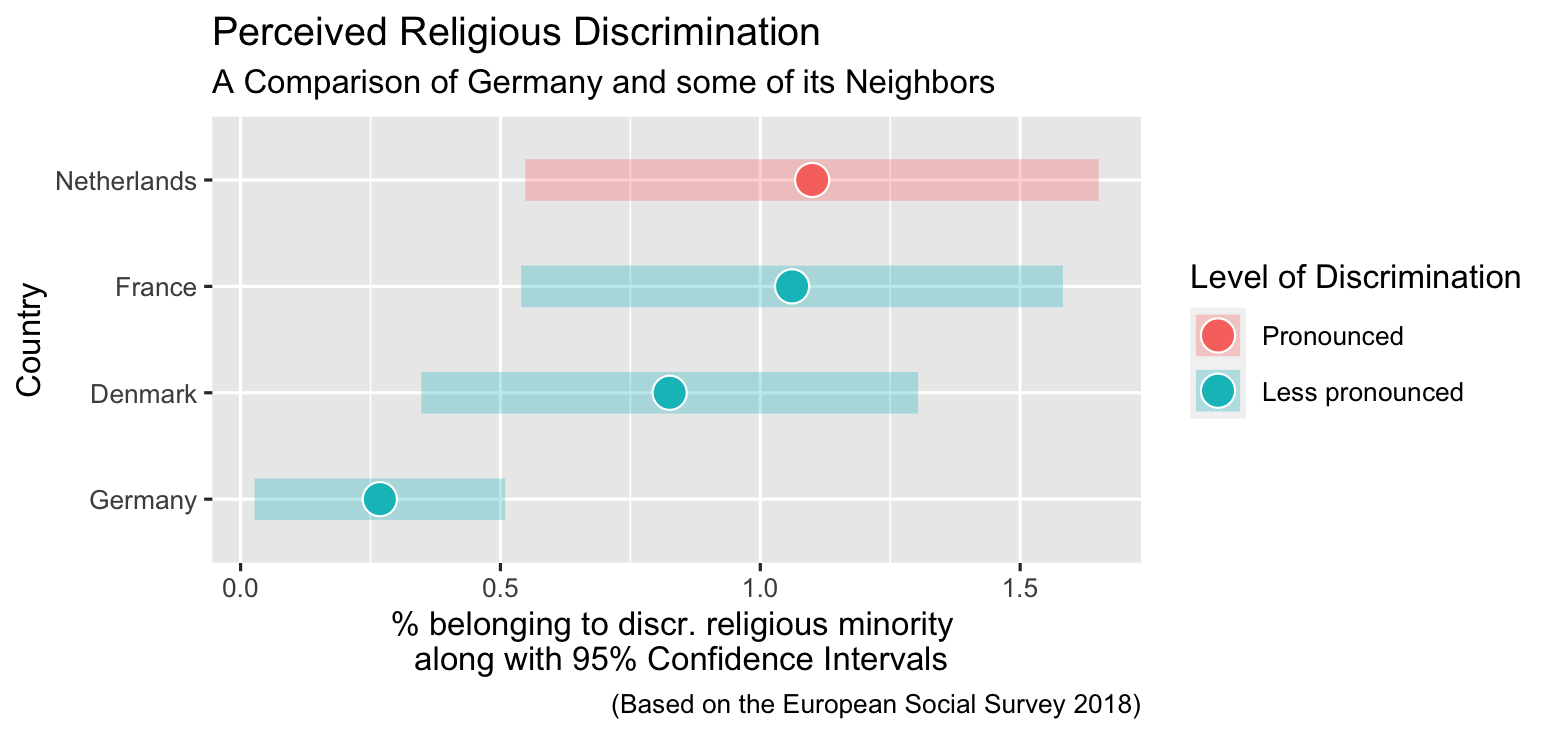 Perceived Religious Discrimination
A Comparison of Germany and some of its Neighbors
Netherlands
France
Denmark
Germany
Country
0.0 0.5 1.0 1.5
% belonging to discr. religious minority
along with 95% Confidence Intervals
(Based on the European Social Survey 2018)
Level of Discrimination
Pronounced
Less pronounced